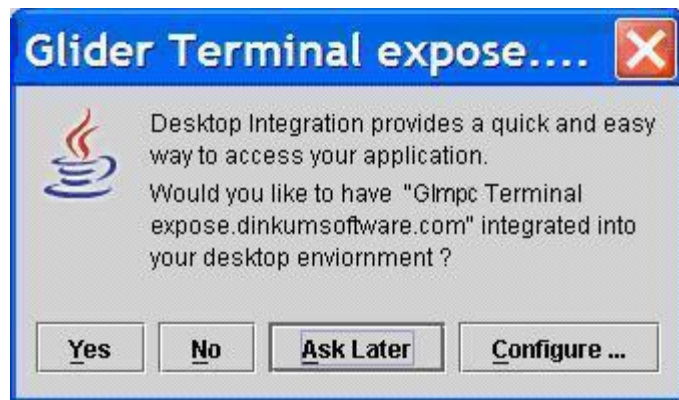 Glider Terminal expose....
Desktop Integration provides a quick and easy
way to access your application.
Would you like to have "Glmpc Terminal
expose.dinkumsoftware.com" integrated into
your desktop enviornment ?
Yes No Ask Later Configure ...